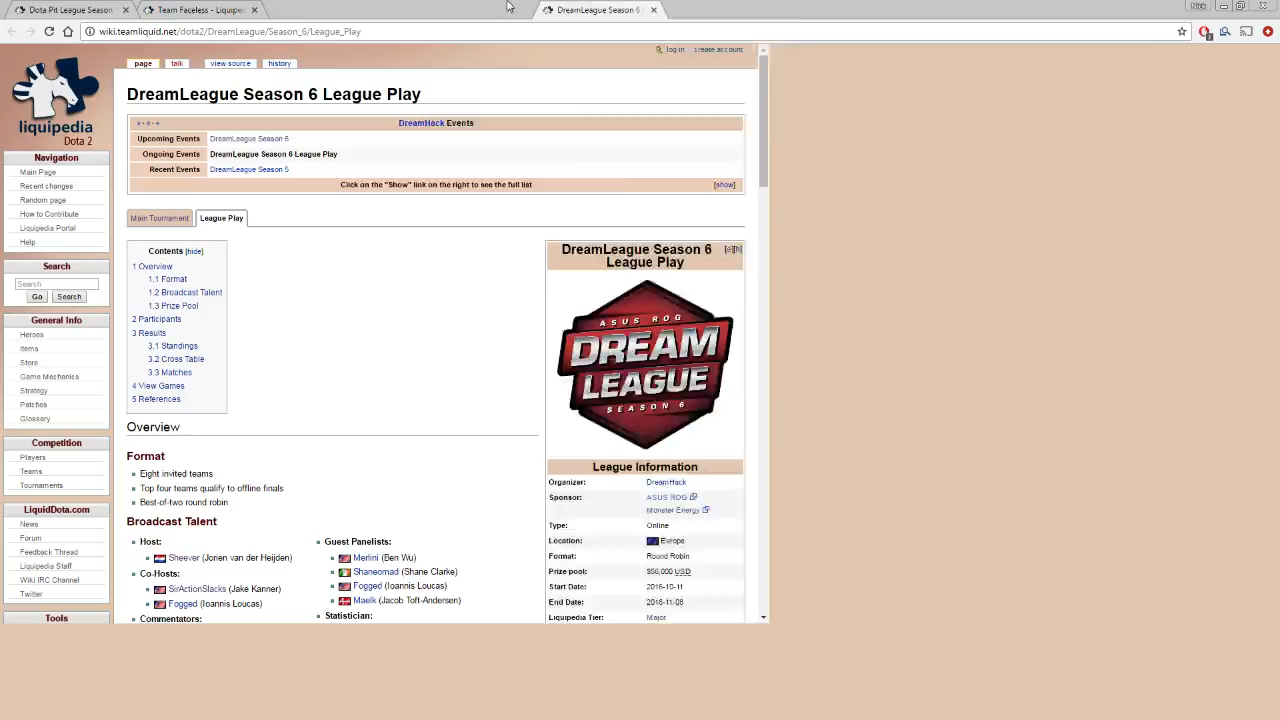 Dota Pit League Season
Team Faceless - Liquipe
DreamLeague Season 6
wiki.teamliquid.net/dota2/DreamLeague/Season_6/League_Play
log in create account
page talk view source history
liquipedia
Dota 2
DreamLeague Season 6 League Play
v · d · e DreamHack Events
Upcoming Events DreamLeague Season 6
Ongoing Events DreamLeague Season 6 League Play
Recent Events DreamLeague Season 5
Click on the "Show" link on the right to see the full list [show]
Main Tournament League Play
Navigation
Main Page
Recent changes
Random page
How to Contribute
Liquipedia Portal
Help
Search
Search
Go Search
General Info
Heroes
Items
Store
Game Mechanics
Strategy
Patches
Glossary
Competition
Players
Teams
Tournaments
LiquidDota.com
News
Forum
Feedback Thread
Liquipedia Staff
Wiki IRC Channel
Twitter
Tools
Contents [hide]
1 Overview
1.1 Format
1.2 Broadcast Talent
1.3 Prize Pool
2 Participants
3 Results
3.1 Standings
3.2 Cross Table
3.3 Matches
4 View Games
5 References
Overview
Format
Eight invited teams
Top four teams qualify to offline finals
Best-of-two round robin
Broadcast Talent
Host:
Sheever (Jorien van der Heijden)
Co-Hosts:
SirActionSlacks (Jake Kanner)
Fogged (Ioannis Loucas)
Commentators:
Guest Panelists:
Merlini (Ben Wu)
Shaneomad (Shane Clarke)
Fogged (Ioannis Loucas)
Maelk (Jacob Toft-Andersen)
Statistician:
DreamLeague Season 6 [e][h]
League Play
ASUS ROG
DREAM
LEAGUE
SEASON 6
League Information
Organizer: DreamHack
Sponsor: ASUS ROG
Monster Energy
Type: Online
Location: Europe
Format: Round Robin
Prize pool: $56,000 USD
Start Date: 2016-10-11
End Date: 2016-11-06
Liquipedia Tier: Major